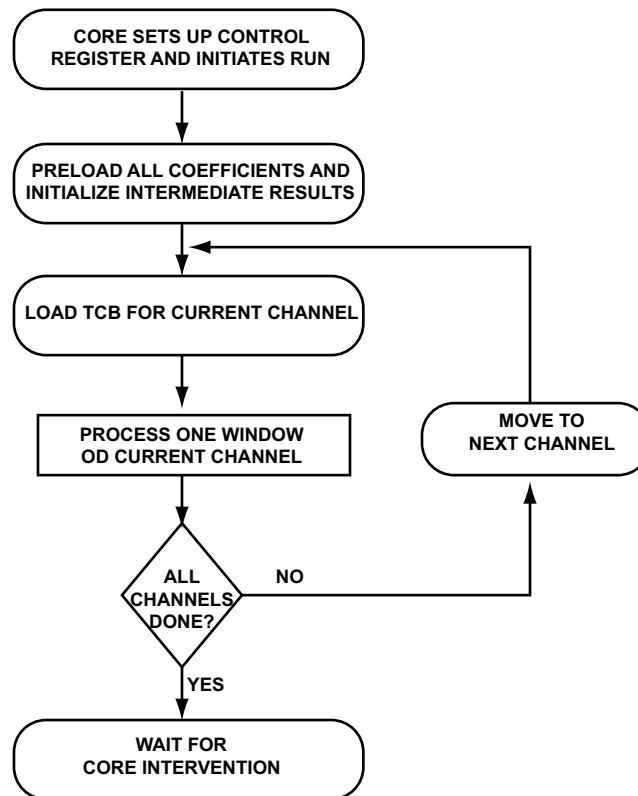 CORE SETS UP CONTROL
REGISTER AND INITIATES RUN
PRELOAD ALL COEFFICIENTS AND
INITIALIZE INTERMEDIATE RESULTS
LOAD TCB FOR CURRENT CHANNEL
PROCESS ONE WINDOW
OD CURRENT CHANNEL
MOVE TO
NEXT CHANNEL
ALL
CHANNELS
DONE?
NO
YES
WAIT FOR
CORE INTERVENTION